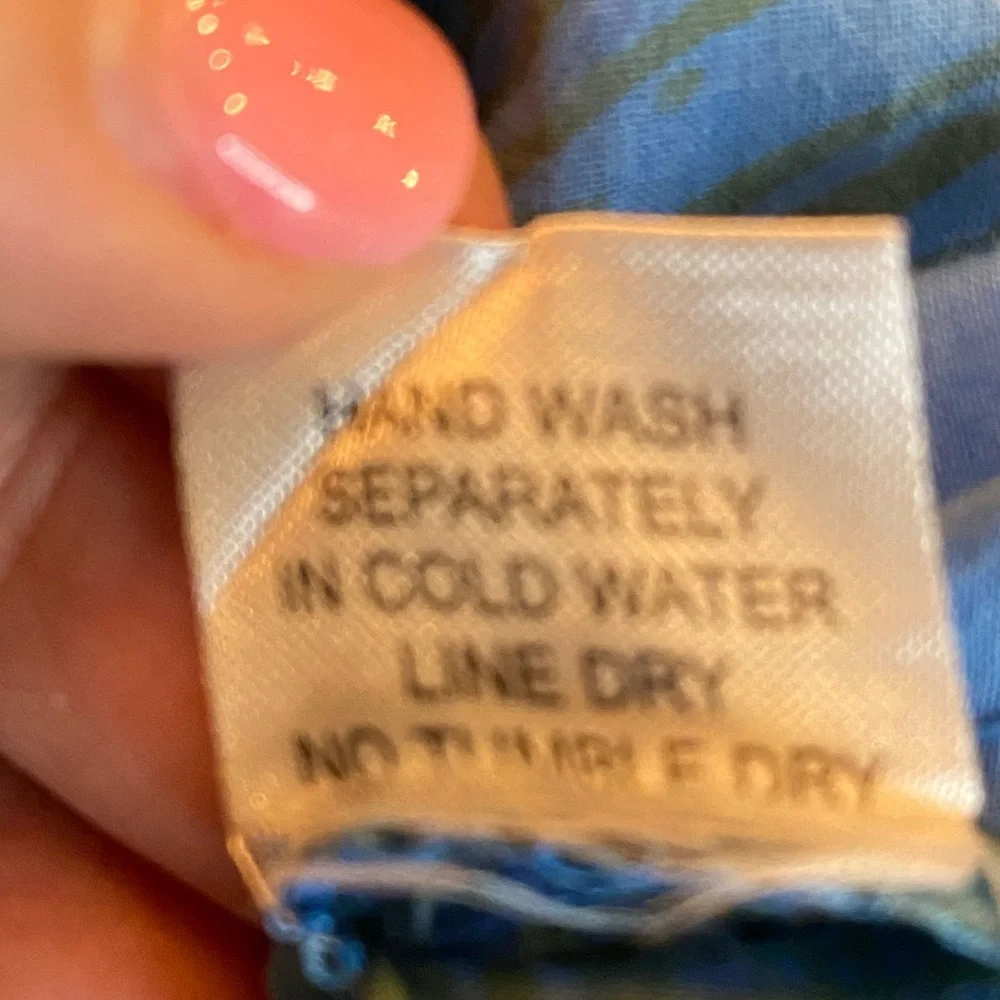 HAND WASH
SEPARATELY
IN COLD WATER
LINE DRY
NO TUMBLE DRY